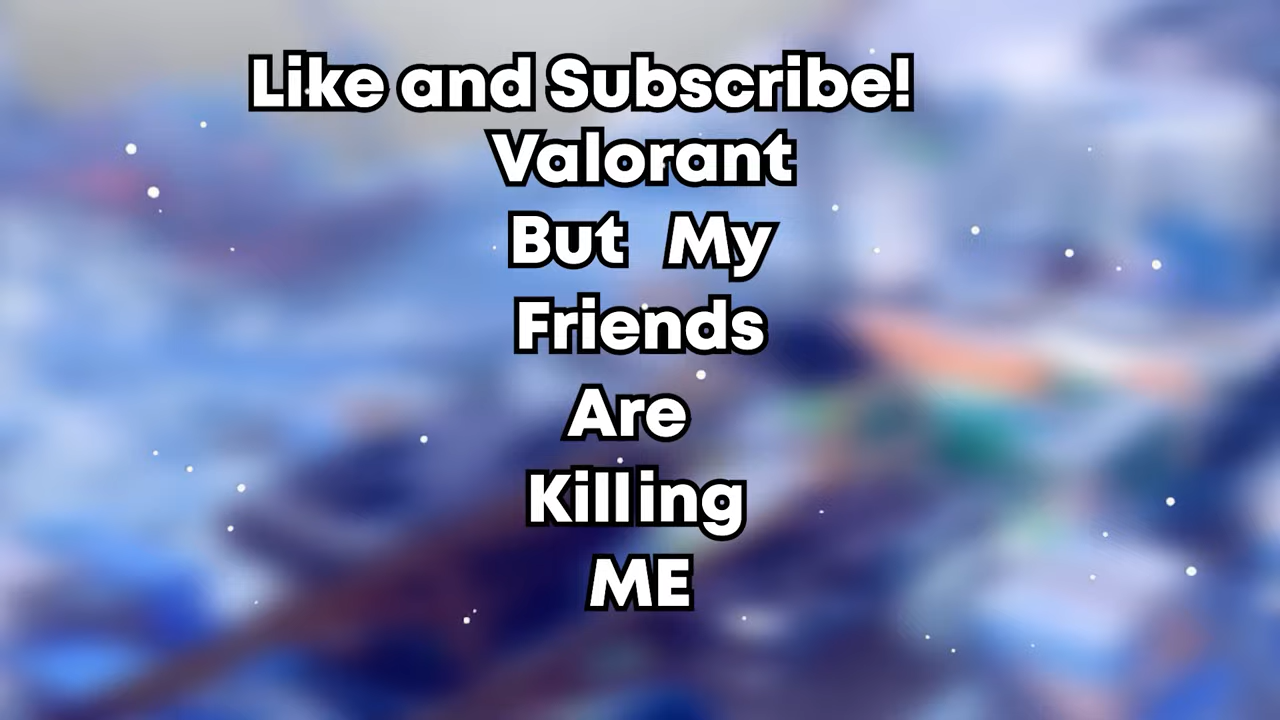 Like and Subscribe!
Valorant
But My
Friends
Are
Killing
ME